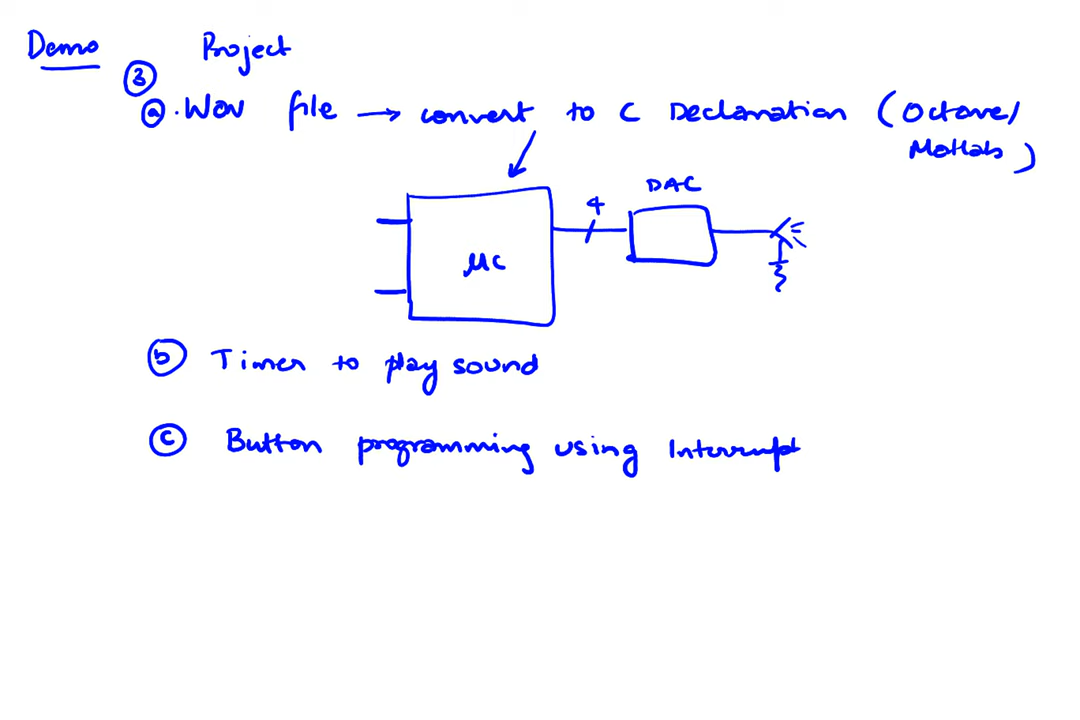 Demo Project
③
ⓐ .Wav file → convert to C Declaration (Octave/
Matlab)
DAC
4
μC
ⓑ Timer to play sound
ⓒ Button programming using Interrupt